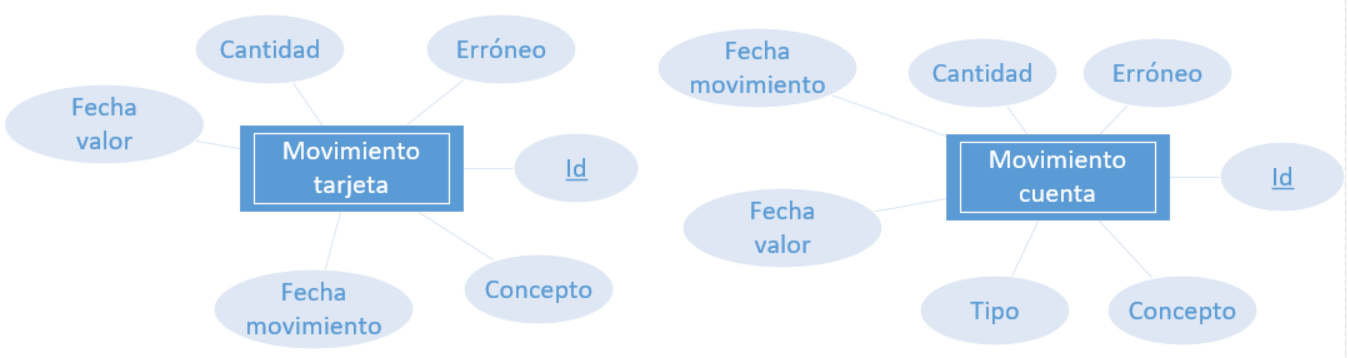 Cantidad
Erróneo
Fecha
valor
Movimiento
tarjeta
Id
Fecha
movimiento
Concepto
Fecha
movimiento
Cantidad
Erróneo
Movimiento
cuenta
Id
Fecha
valor
Tipo
Concepto